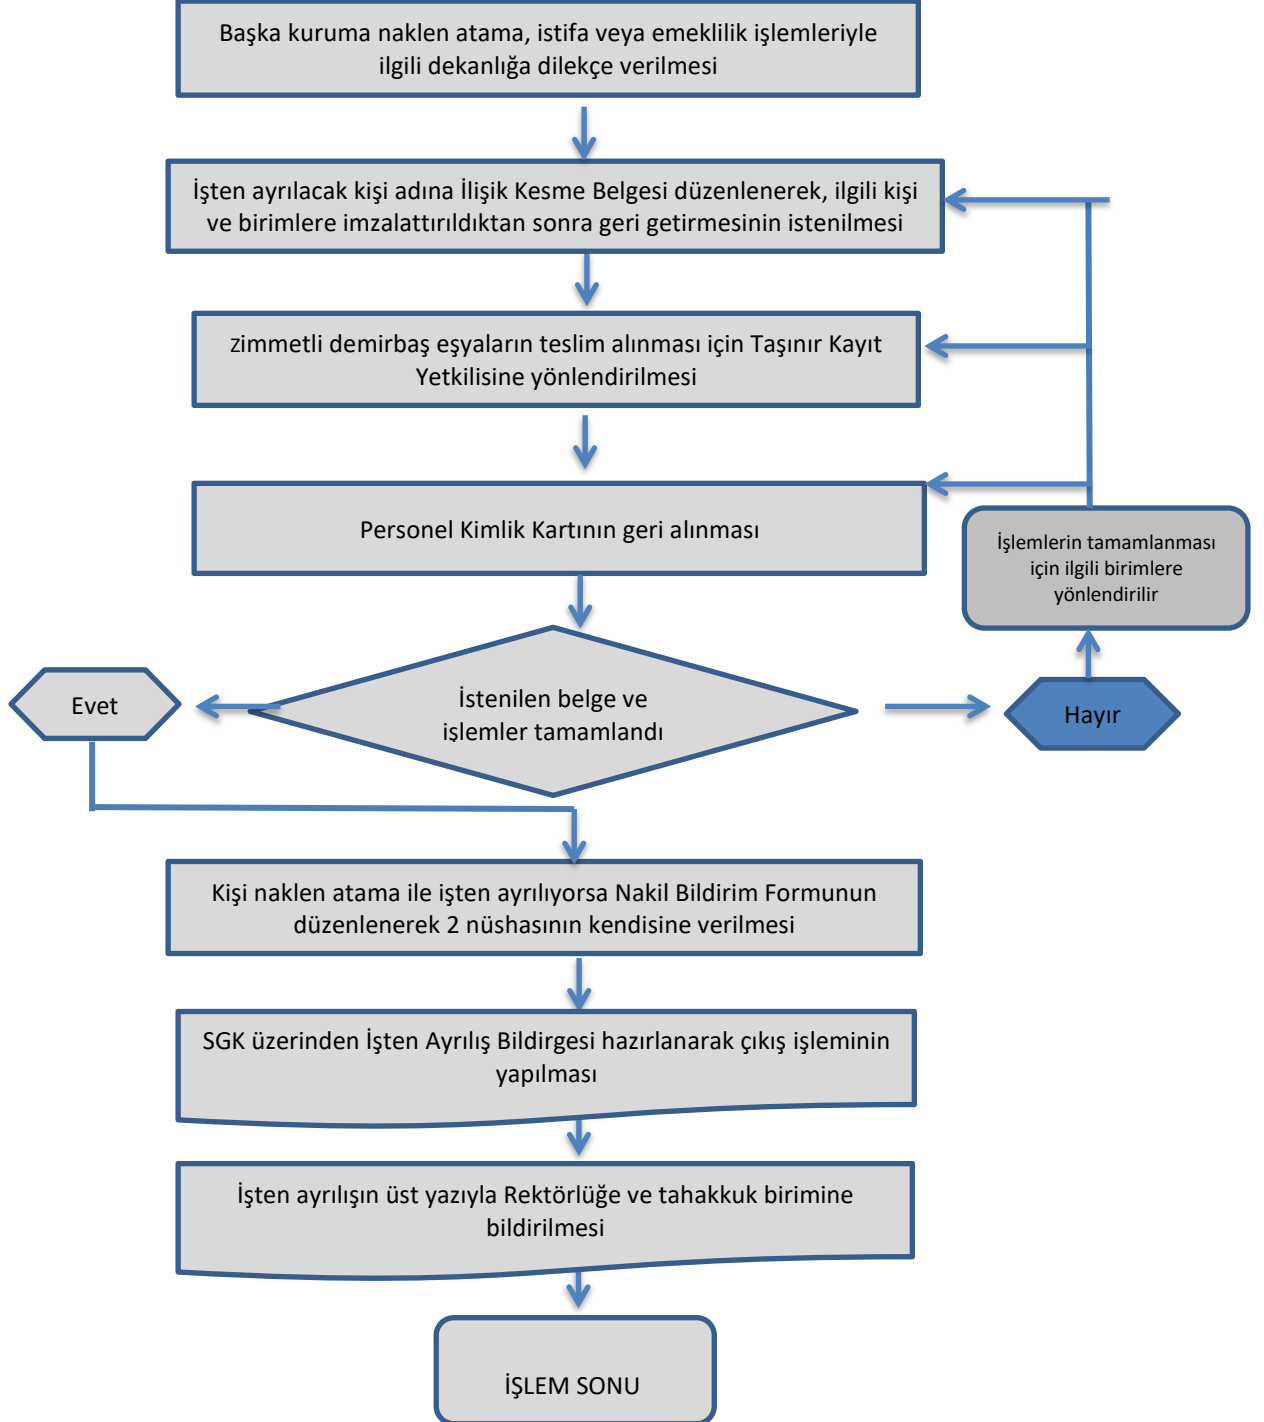 Başka kuruma naklen atama, istifa veya emeklilik işlemleriyle
ilgili dekanlığa dilekçe verilmesi
İşten ayrılacak kişi adına İlişik Kesme Belgesi düzenlenerek, ilgili kişi
ve birimlere imzalattırıldıktan sonra geri getirmesinin istenilmesi
zimmetli demirbaş eşyaların teslim alınması için Taşınır Kayıt
Yetkilisine yönlendirilmesi
Personel Kimlik Kartının geri alınması
İşlemlerin tamamlanması
için ilgili birimlere
yönlendirilir
Evet
İstenilen belge ve
işlemler tamamlandı
Hayır
Kişi naklen atama ile işten ayrılıyorsa Nakil Bildirim Formunun
düzenlenerek 2 nüshasının kendisine verilmesi
SGK üzerinden İşten Ayrılış Bildirgesi hazırlanarak çıkış işleminin
yapılması
İşten ayrılışın üst yazıyla Rektörlüğe ve tahakkuk birimine
bildirilmesi
İŞLEM SONU